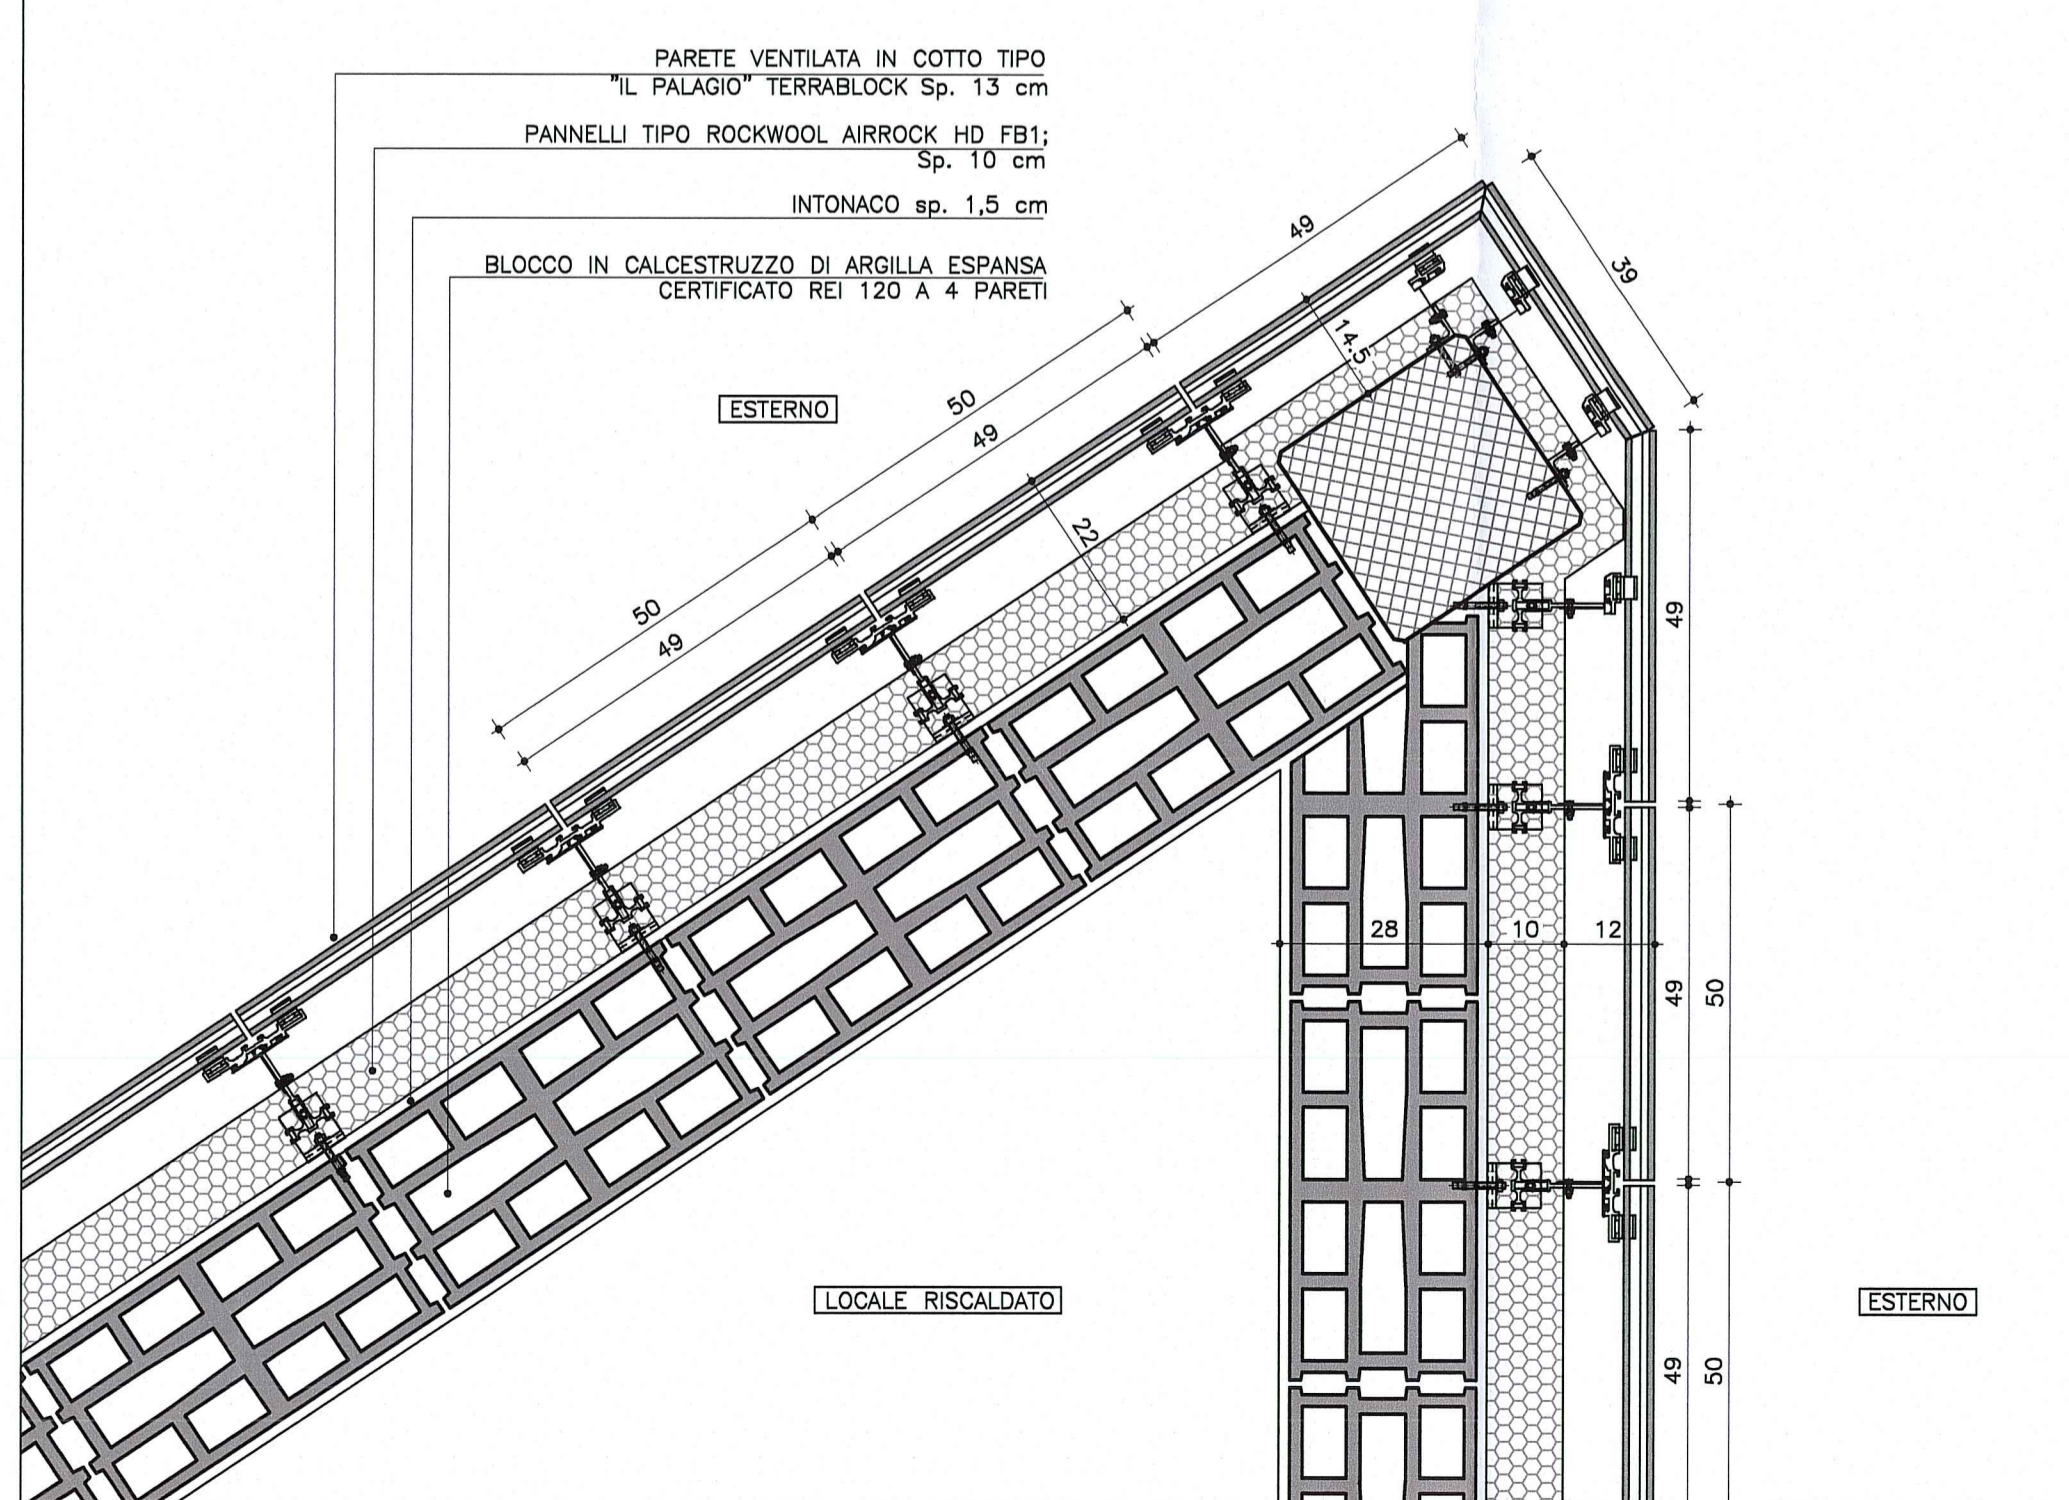 PARETE VENTILATA IN COTTO TIPO
"IL PALAGIO" TERRABLOCK Sp. 13 cm
PANNELLI TIPO ROCKWOOL AIRROCK HD FB1;
Sp. 10 cm
INTONACO sp. 1,5 cm
BLOCCO IN CALCESTRUZZO DI ARGILLA ESPANSA
CERTIFICATO REI 120 A 4 PARETI
49
39
14.5
ESTERNO
50
49
22
50
49
49
28
10
12
49
50
LOCALE RISCALDATO
ESTERNO
49
50